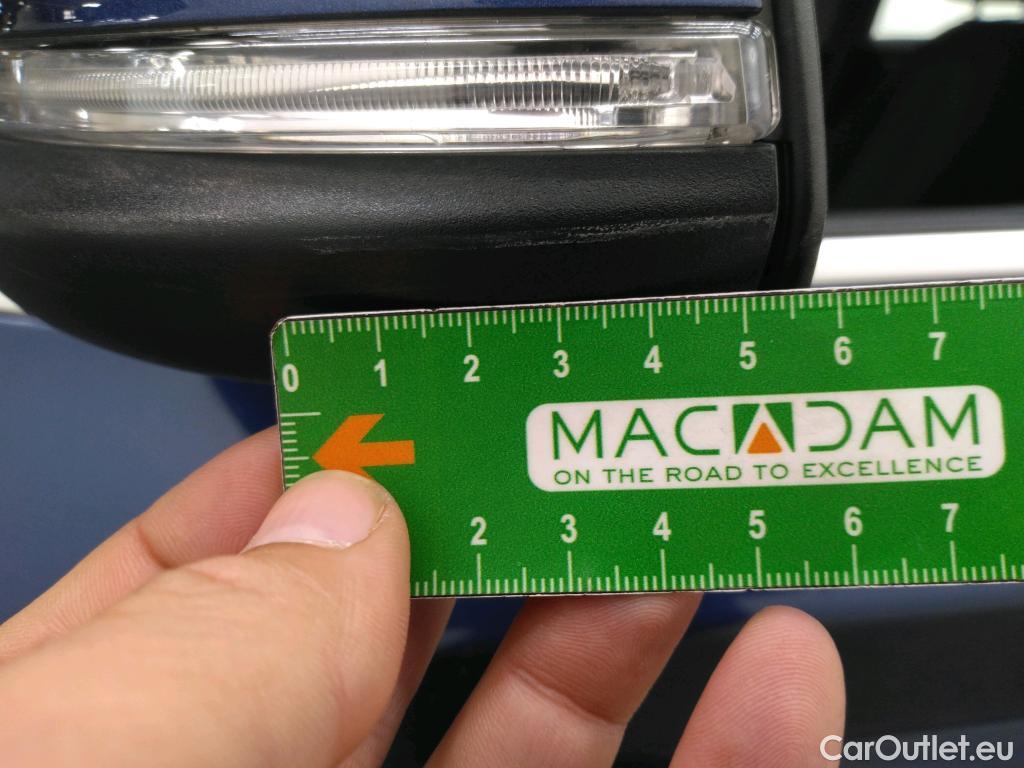 0 1 2 3 4 5 6 7
MACADAM
ON THE ROAD TO EXCELLENCE
2 3 4 5 6 7
CarOutlet.eu